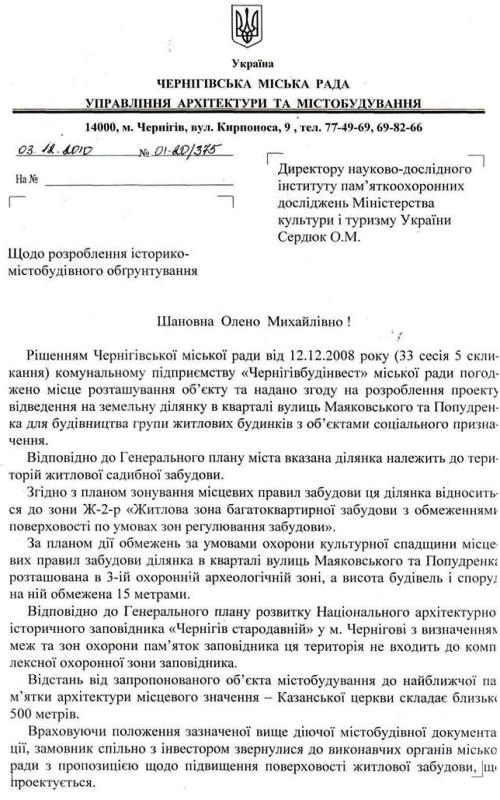 Україна
ЧЕРНІГІВСЬКА МІСЬКА РАДА
УПРАВЛІННЯ АРХІТЕКТУРИ ТА МІСТОБУДУВАННЯ
14000, м. Чернігів, вул. Кирпоноса, 9 , тел. 77-49-69, 69-82-66
03.12.2010 № 01-20/375
На №
Директору науково-дослідного
інституту пам’яткоохоронних
досліджень Міністерства
культури і туризму України
Сердюк О.М.
Щодо розроблення історико-
містобудівного обґрунтування
Шановна Олено Михайлівно !
Рішенням Чернігівської міської ради від 12.12.2008 року (33 сесія 5 скли-
кання) комунальному підприємству «Чернігівбудінвест» міської ради погод-
жено місце розташування об’єкту та надано згоду на розроблення проекту
відведення на земельну ділянку в кварталі вулиць Маяковського та Попудрен-
ка для будівництва групи житлових будинків з об’єктами соціального призна-
чення.
Відповідно до Генерального плану міста вказана ділянка належить до тери-
торій житлової садибної забудови.
Згідно з планом зонування місцевих правил забудови ця ділянка відносить-
ся до зони Ж-2-р «Житлова зона багатоквартирної забудови з обмеженнями
поверховості по умовах зон регулювання забудови».
За планом дії обмежень за умовами охорони культурної спадщини місце-
вих правил забудови ділянка в кварталі вулиць Маяковського та Попудренка
розташована в 3-ій охоронній археологічній зоні, а висота будівель і споруд
на ній обмежена 15 метрами.
Відповідно до Генерального плану розвитку Національного архітектурно
історичного заповідника «Чернігів стародавній» у м. Чернігові з визначенням
меж та зон охорони пам’яток заповідника ця територія не входить до комп
лексної охоронної зони заповідника.
Відстань від запропонованого об’єкта містобудування до найближчої па
м’ятки архітектури місцевого значення – Казанської церкви складає близько
500 метрів.
Враховуючи положення зазначеної вище діючої містобудівної документа
ції, замовник спільно з інвестором звернулися до виконавчих органів місько
ради з пропозицією щодо підвищення поверховості житлової забудови, що
проектується.